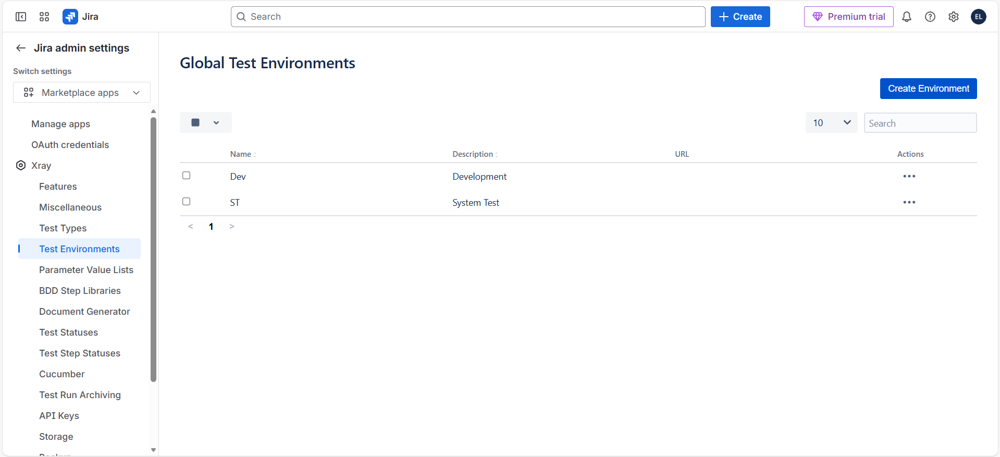 Jira
Search
Create
Premium trial
EL
Jira admin settings
Switch settings
Marketplace apps
Manage apps
OAuth credentials
Xray
Features
Miscellaneous
Test Types
Test Environments
Parameter Value Lists
BDD Step Libraries
Document Generator
Test Statuses
Test Step Statuses
Cucumber
Test Run Archiving
API Keys
Storage
Global Test Environments
Create Environment
10
Search
Name Description URL Actions
Dev Development
ST System Test
< 1 >